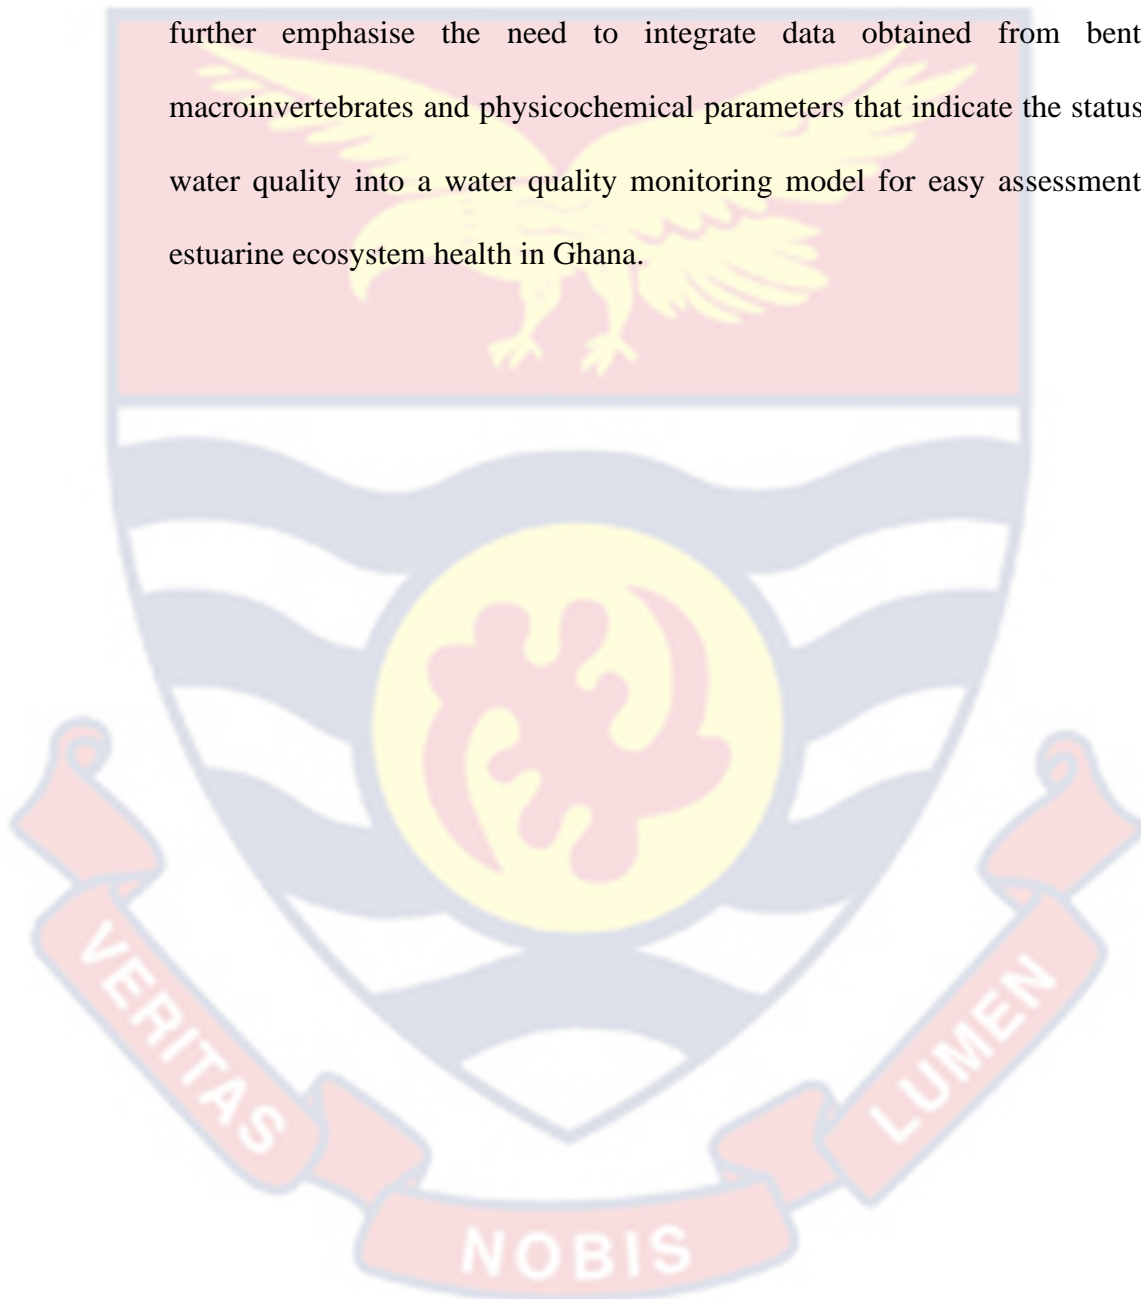 further emphasise the need to integrate data obtained from bent
macroinvertebrates and physicochemical parameters that indicate the status
water quality into a water quality monitoring model for easy assessment
estuarine ecosystem health in Ghana.
VERITAS
NOBIS
LUMEN